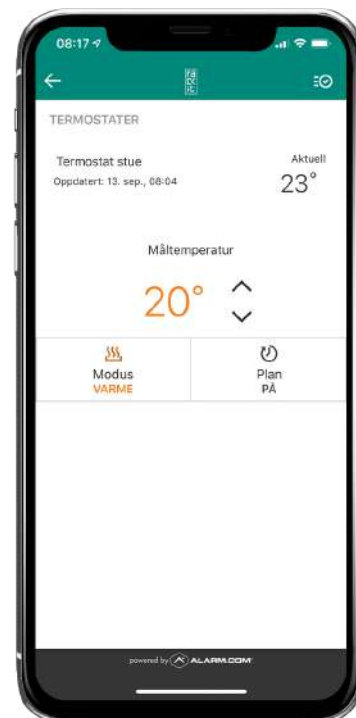 08:17
TERMOSTATER
Termostat stue
Aktuell
Oppdatert: 13. sep., 08:04
23°
Måltemperatur
20°
Modus
VARME
Plan
PÅ
powered by ALARM.COM